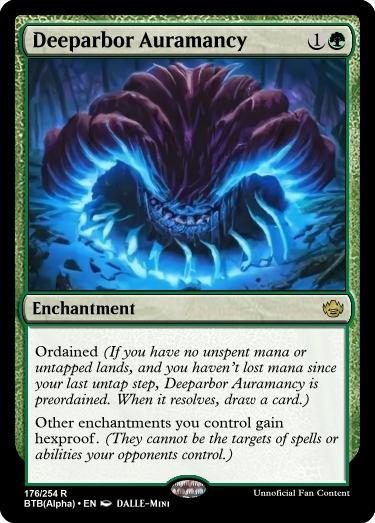 Deeparbor Auramancy 1
Enchantment
Ordained (If you have no unspent mana or
untapped lands, and you haven't lost mana since
your last untap step, Deeparbor Auramancy is
preordained. When it resolves, draw a card.)
Other enchantments you control gain
hexproof. (They cannot be the targets of spells or
abilities your opponents control.)
176/254 R
Unofficial Fan Content
BTB(Alpha) • EN DALLE-Mini